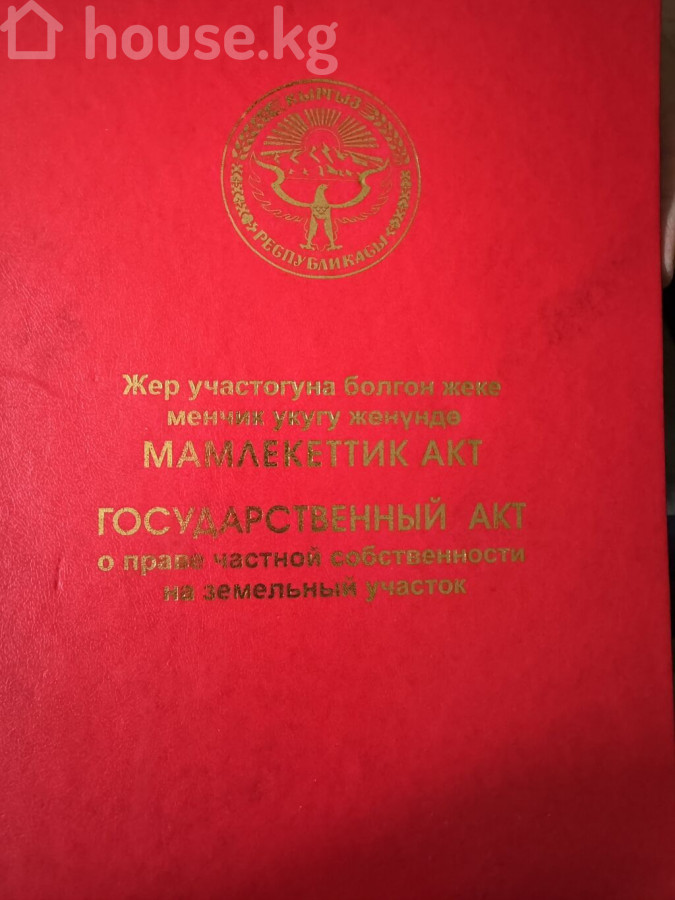 house.kg
КЫРГЫЗ
РЕСПУБЛИКАСЫ
Жер участогуна болгон жеке
менчик укугу женүндө
МАМЛЕКЕТТИК АКТ
ГОСУДАРСТВЕННЫЙ АКТ
о праве частной собственности
на земельный участок